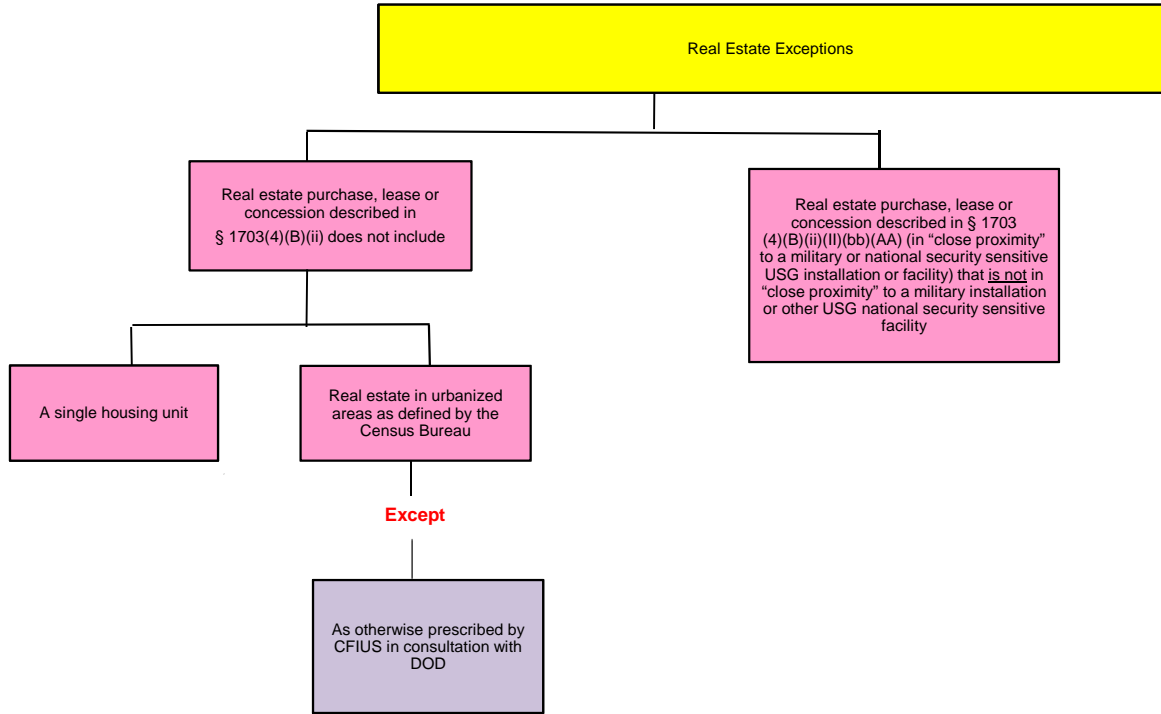 Real Estate Exceptions
Real estate purchase, lease or
concession described in
§ 1703(4)(B)(ii) does not include
Real estate purchase, lease or
concession described in § 1703
(4)(B)(ii)(II)(bb)(AA) (in “close proximity”
to a military or national security sensitive
USG installation or facility) that is not in
“close proximity” to a military installation
or other USG national security sensitive
facility
A single housing unit
Real estate in urbanized
areas as defined by the
Census Bureau
Except
As otherwise prescribed by
CFIUS in consultation with
DOD